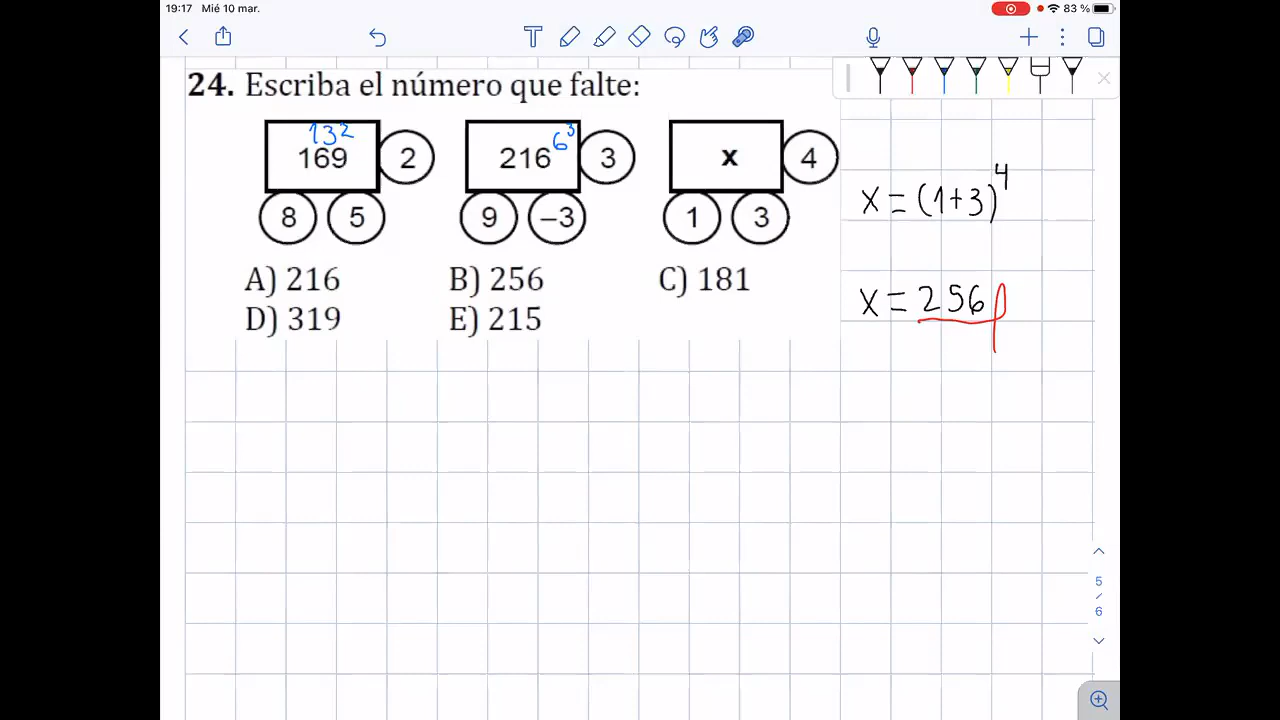 19:17 Mié 10 mar. 83 %
24. Escriba el número que falte:
13² 6³
169 2 216 3 x 4
8 5 9 –3 1 3
x = (1+3)⁴
A) 216 B) 256 C) 181
x = 256
D) 319 E) 215
5
/
6